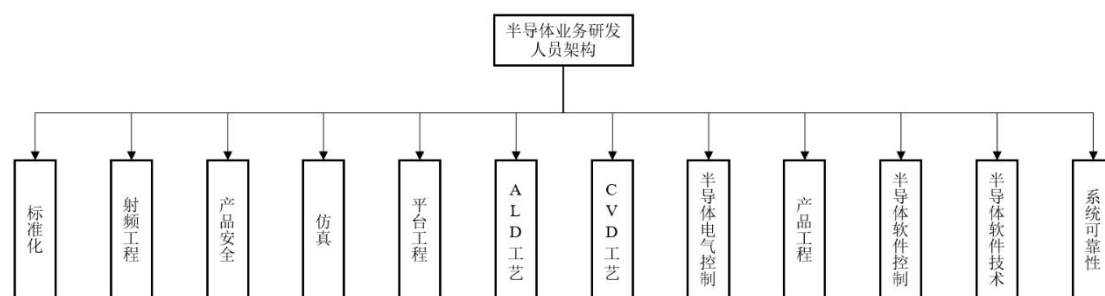 半导体业务研发
人员架构
标准化
射频工程
产品安全
仿真
平台工程
ALD工艺
CVD工艺
半导体电气控制
产品工程
半导体软件控制
半导体软件技术
系统可靠性